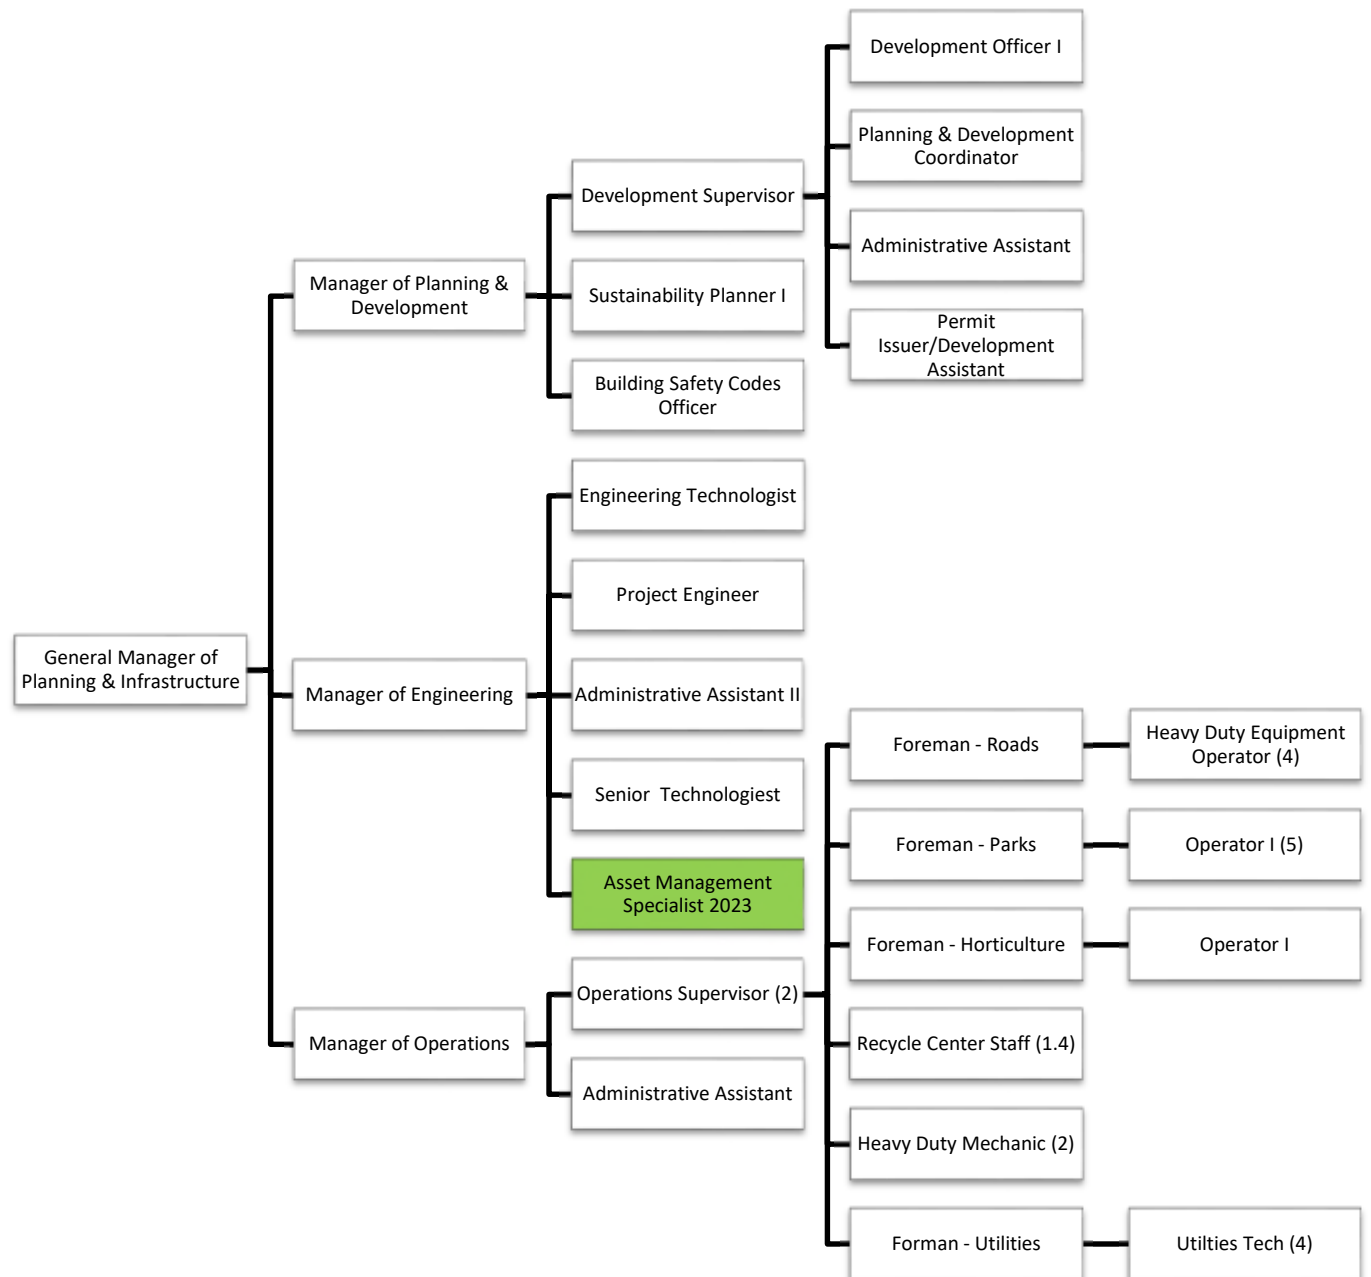 Development Officer I
Planning & Development
Coordinator
Development Supervisor
Administrative Assistant
Manager of Planning &
Development
Sustainability Planner I
Permit
Issuer/Development
Assistant
Building Safety Codes
Officer
Engineering Technologist
Project Engineer
General Manager of
Planning & Infrastructure
Manager of Engineering
Administrative Assistant II
Foreman - Roads
Heavy Duty Equipment
Operator (4)
Senior  Technologiest
Foreman - Parks
Operator I (5)
Asset Management
Specialist 2023
Foreman - Horticulture
Operator I
Operations Supervisor (2)
Manager of Operations
Recycle Center Staff (1.4)
Administrative Assistant
Heavy Duty Mechanic (2)
Forman - Utilities
Utilties Tech (4)